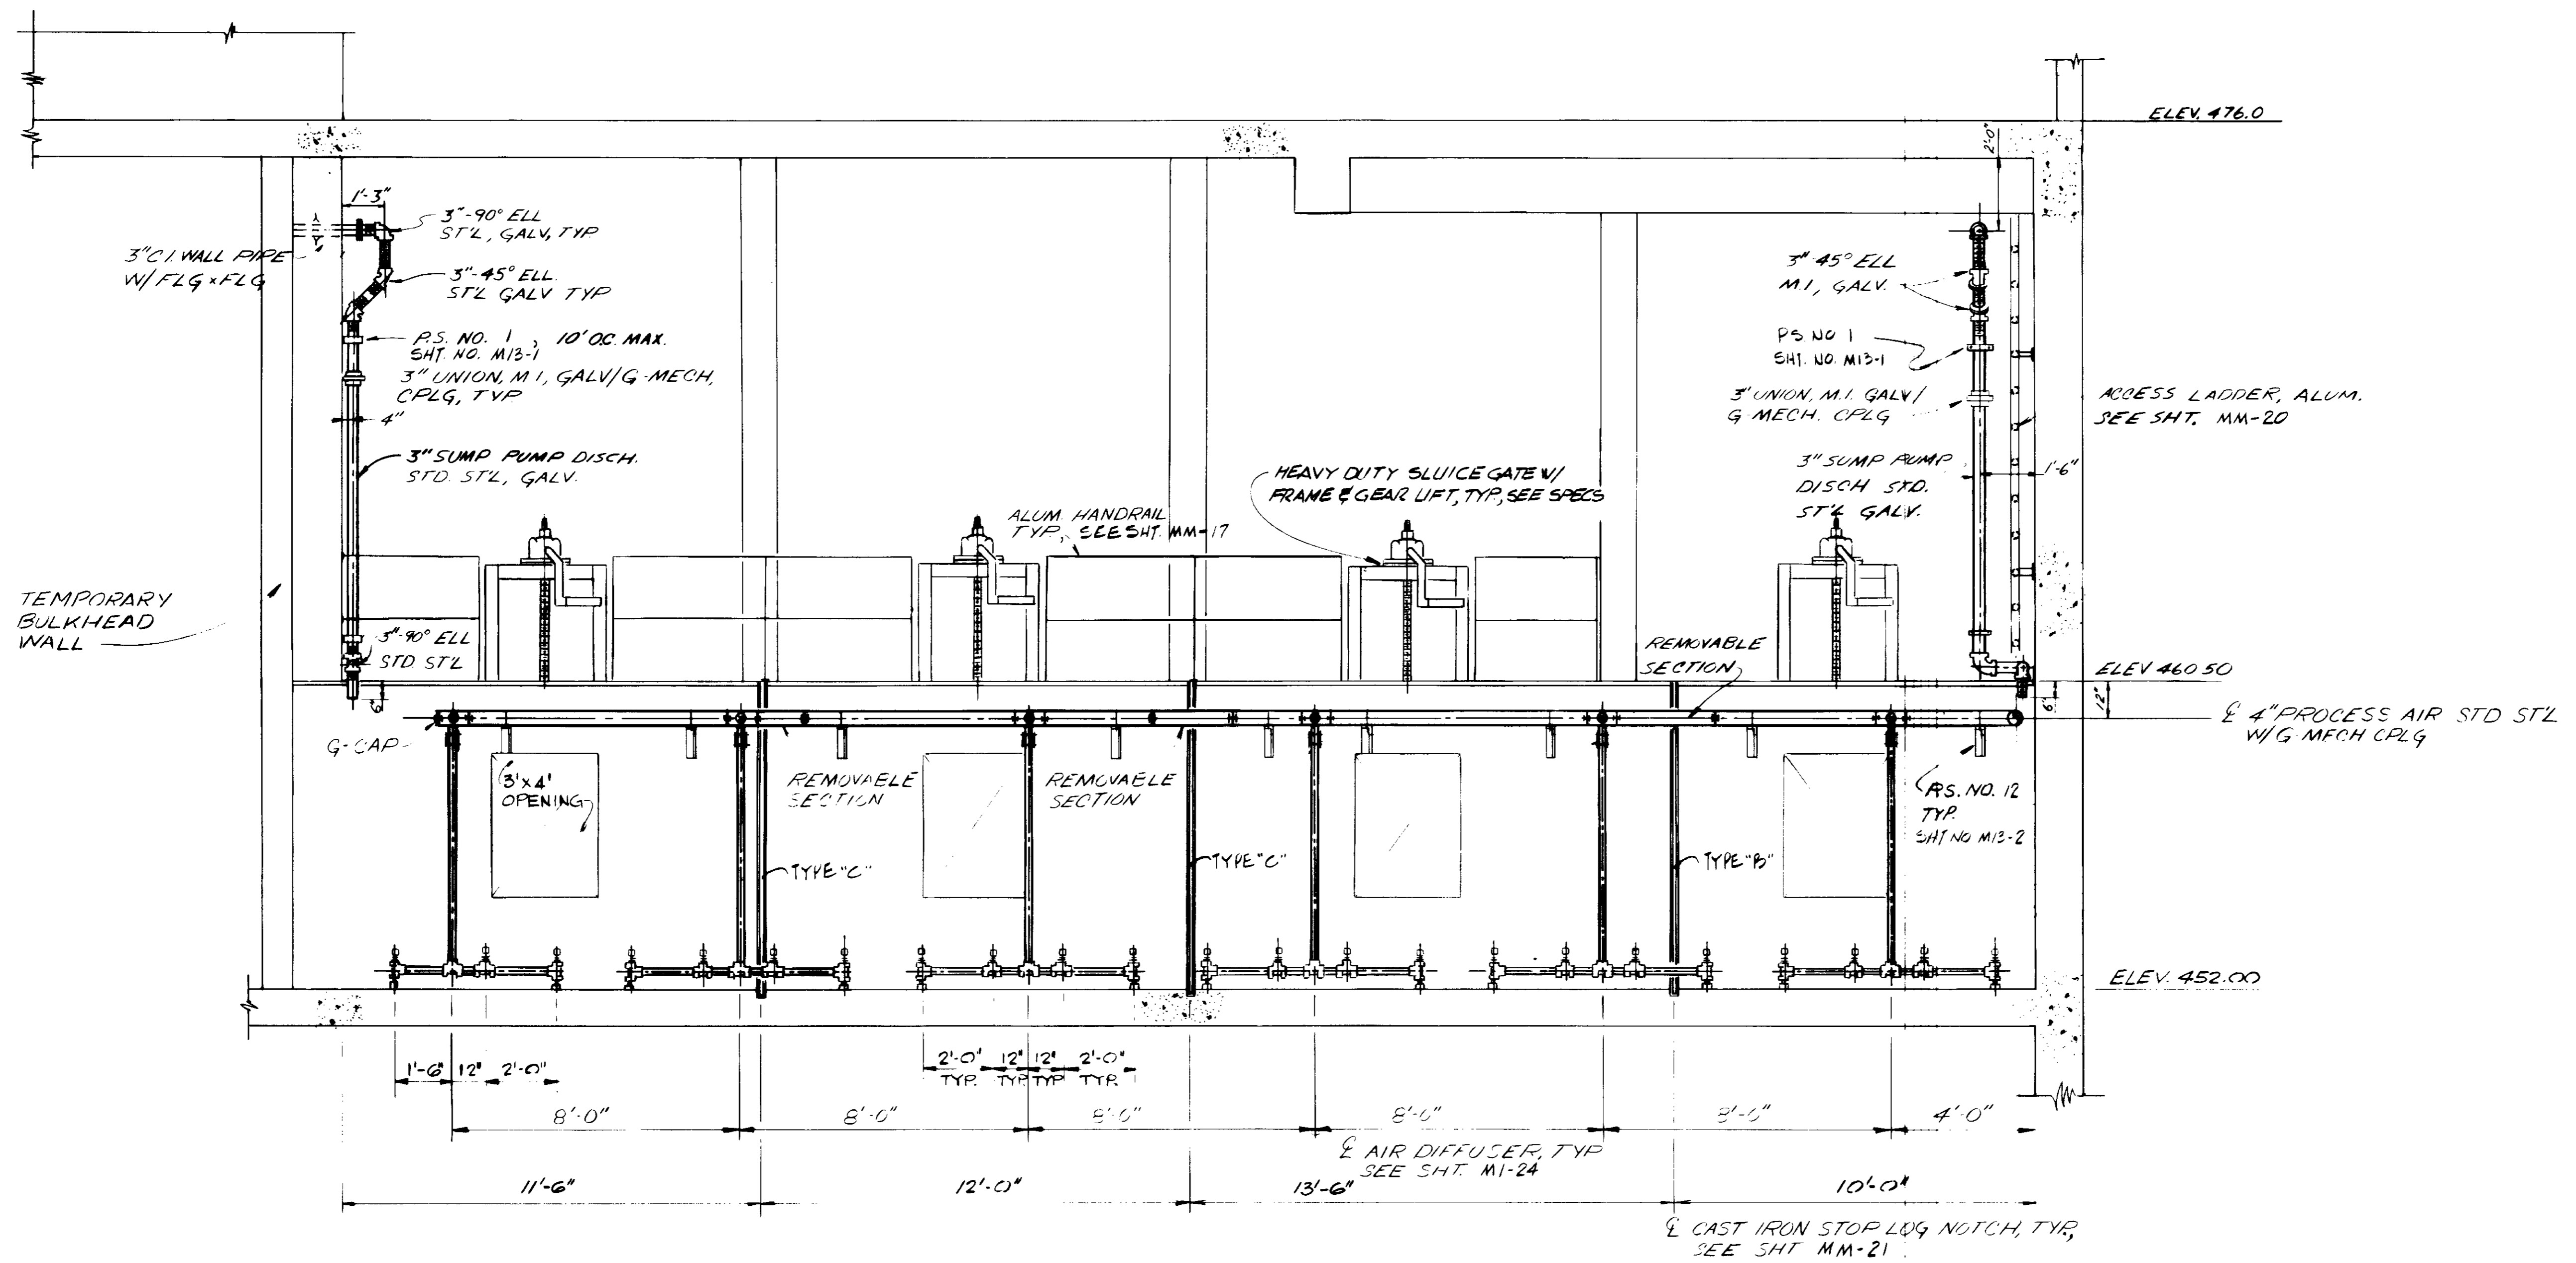 ELEV. 476.0
2'-0"
1'-3"
3"-90° ELL
ST'L, GALV, TYP
3" C.I. WALL PIPE
W/ FLG x FLG
3"-45° ELL.
ST'L GALV TYP
P.S. NO. 1 , 10' O.C. MAX.
SHT. NO. M13-1
3" UNION, M.I, GALV/G-MECH,
CPLG, TYP
4"
3" SUMP PUMP DISCH.
STD. ST'L, GALV.
3"-45° ELL
M.I, GALV.
P.S. NO 1
SHT. NO. M13-1
3" UNION, M.I. GALV/
G-MECH. CPLG
ACCESS LADDER, ALUM.
SEE SHT. MM-20
3" SUMP PUMP
DISCH STD.
ST'L GALV.
1'-6"
HEAVY DUTY SLUICE GATE W/
FRAME & GEAR LIFT, TYP., SEE SPECS
ALUM. HANDRAIL
TYP., SEE SHT. MM-17
TEMPORARY
BULKHEAD
WALL
3"-90° ELL
STD. ST'L
REMOVABLE
SECTION
ELEV 460.50
6"
6"
12"
℄ 4" PROCESS AIR STD ST'L
W/ G-MECH CPLG
G-CAP
3'x4'
OPENING
REMOVABLE
SECTION
REMOVABLE
SECTION
P.S. NO. 12
TYP.
SHT NO M13-2
TYPE "C"
TYPE "C"
TYPE "B"
ELEV. 452.00
1'-6" 12" 2'-0"
2'-0" 12" 12" 2'-0"
TYP. TYP TYP TYP.
8'-0" 8'-0" 8'-0" 8'-0" 8'-0" 4'-0"
℄ AIR DIFFUSER, TYP
SEE SHT. M1-24
11'-6" 12'-0" 13'-6" 10'-0"
℄ CAST IRON STOP LOG NOTCH, TYP.,
SEE SHT MM-21